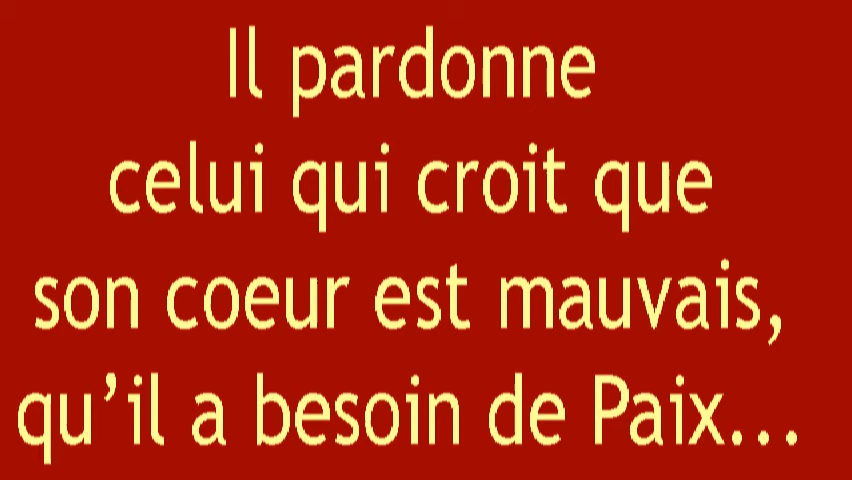 Il pardonne
celui qui croit que
son coeur est mauvais,
qu’il a besoin de Paix...